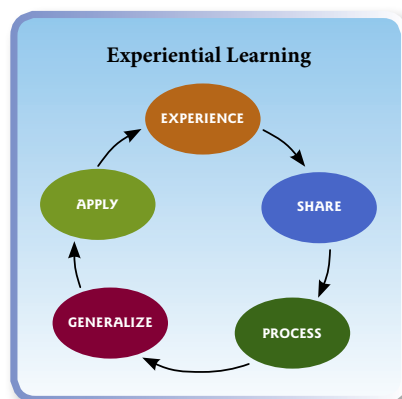 Experiential Learning
EXPERIENCE
SHARE
PROCESS
GENERALIZE
APPLY